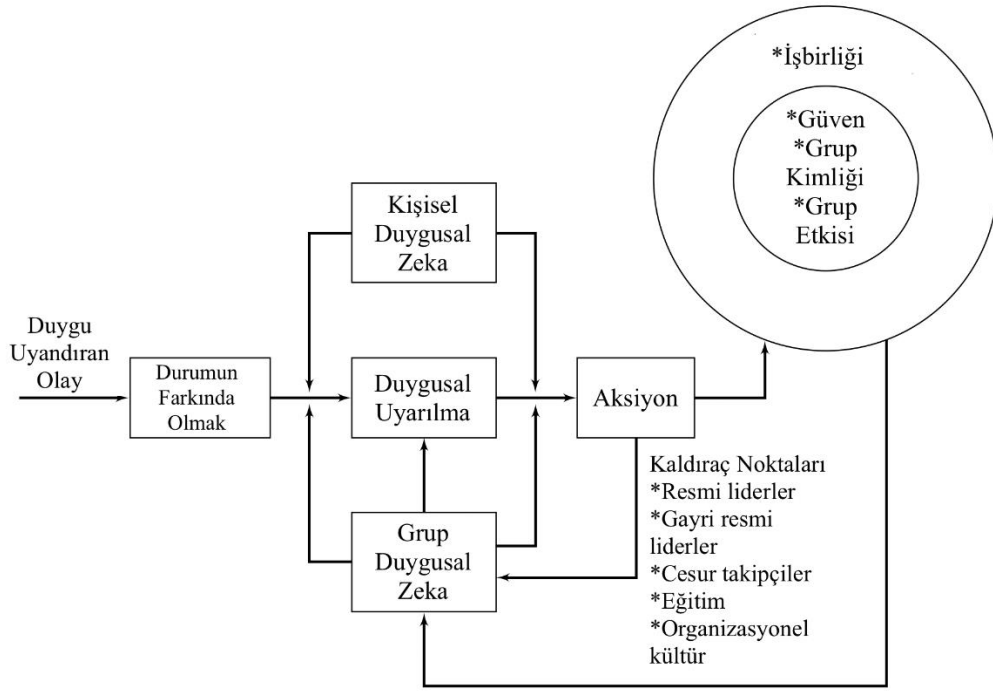 *İşbirliği
*Güven
*Grup
Kimliği
*Grup
Etkisi
Kişisel
Duygusal
Zeka
Duygu
Uyandıran
Olay
Durumun
Farkında
Olmak
Duygusal
Uyarılma
Aksiyon
Grup
Duygusal
Zeka
Kaldıraç Noktaları
*Resmi liderler
*Gayri resmi
liderler
*Cesur takipçiler
*Eğitim
*Organizasyonel
kültür